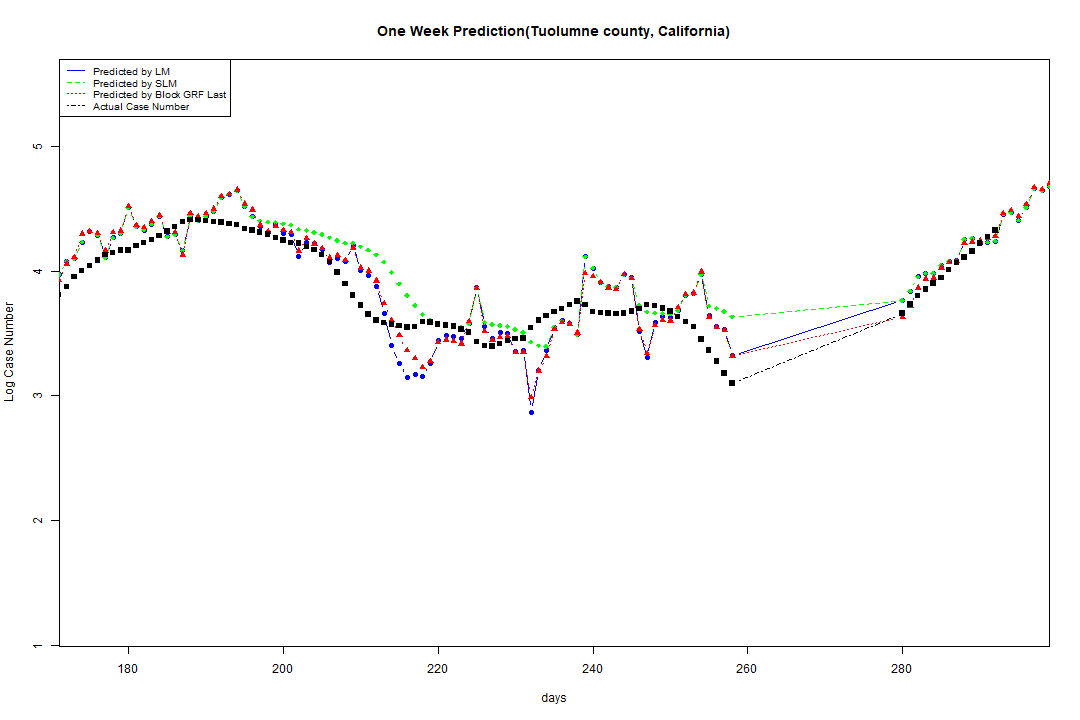 One Week Prediction(Tuolumne county, California)
Predicted by LM
Predicted by SLM
Predicted by Block GRF Last
Actual Case Number
5
4
3
2
1
Log Case Number
180 200 220 240 260 280
days